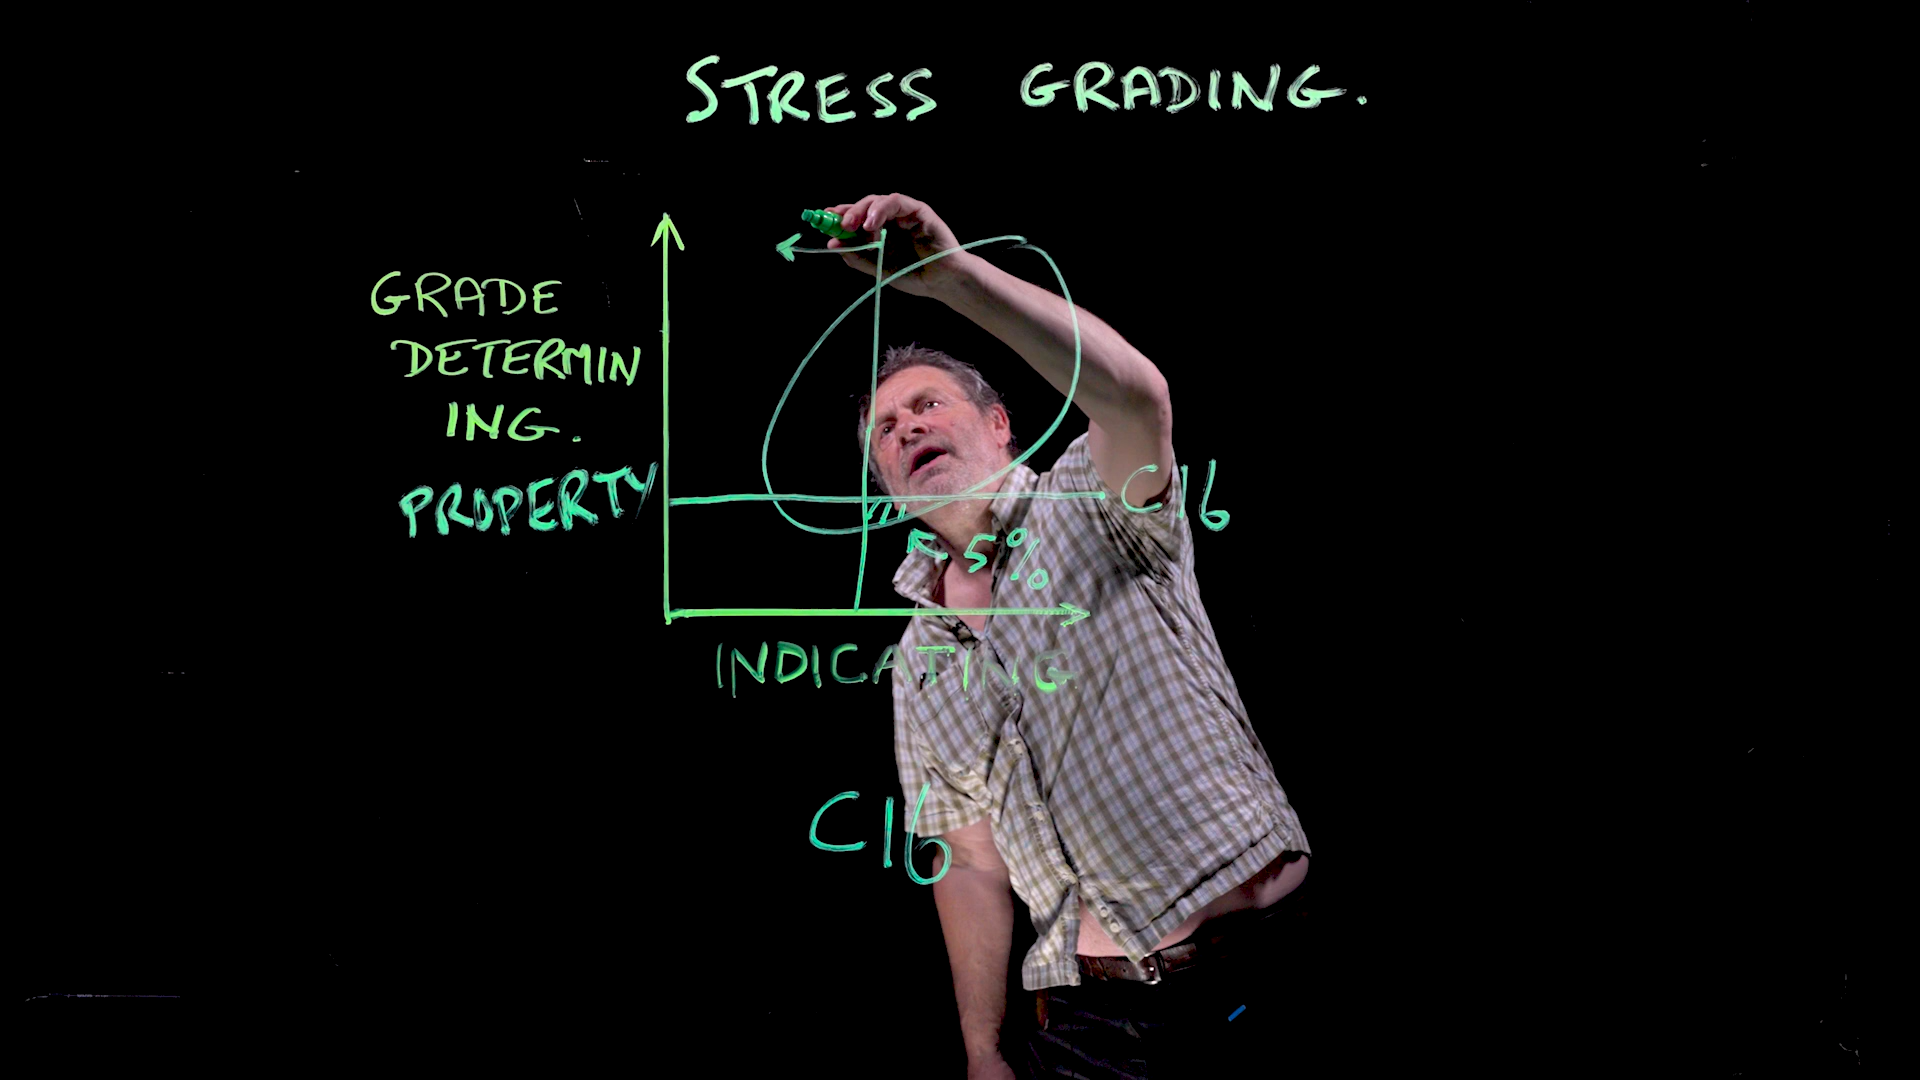 STRESS GRADING.
GRADE
DETERMIN
ING.
PROPERTY
C16
5%
INDICATING
C16